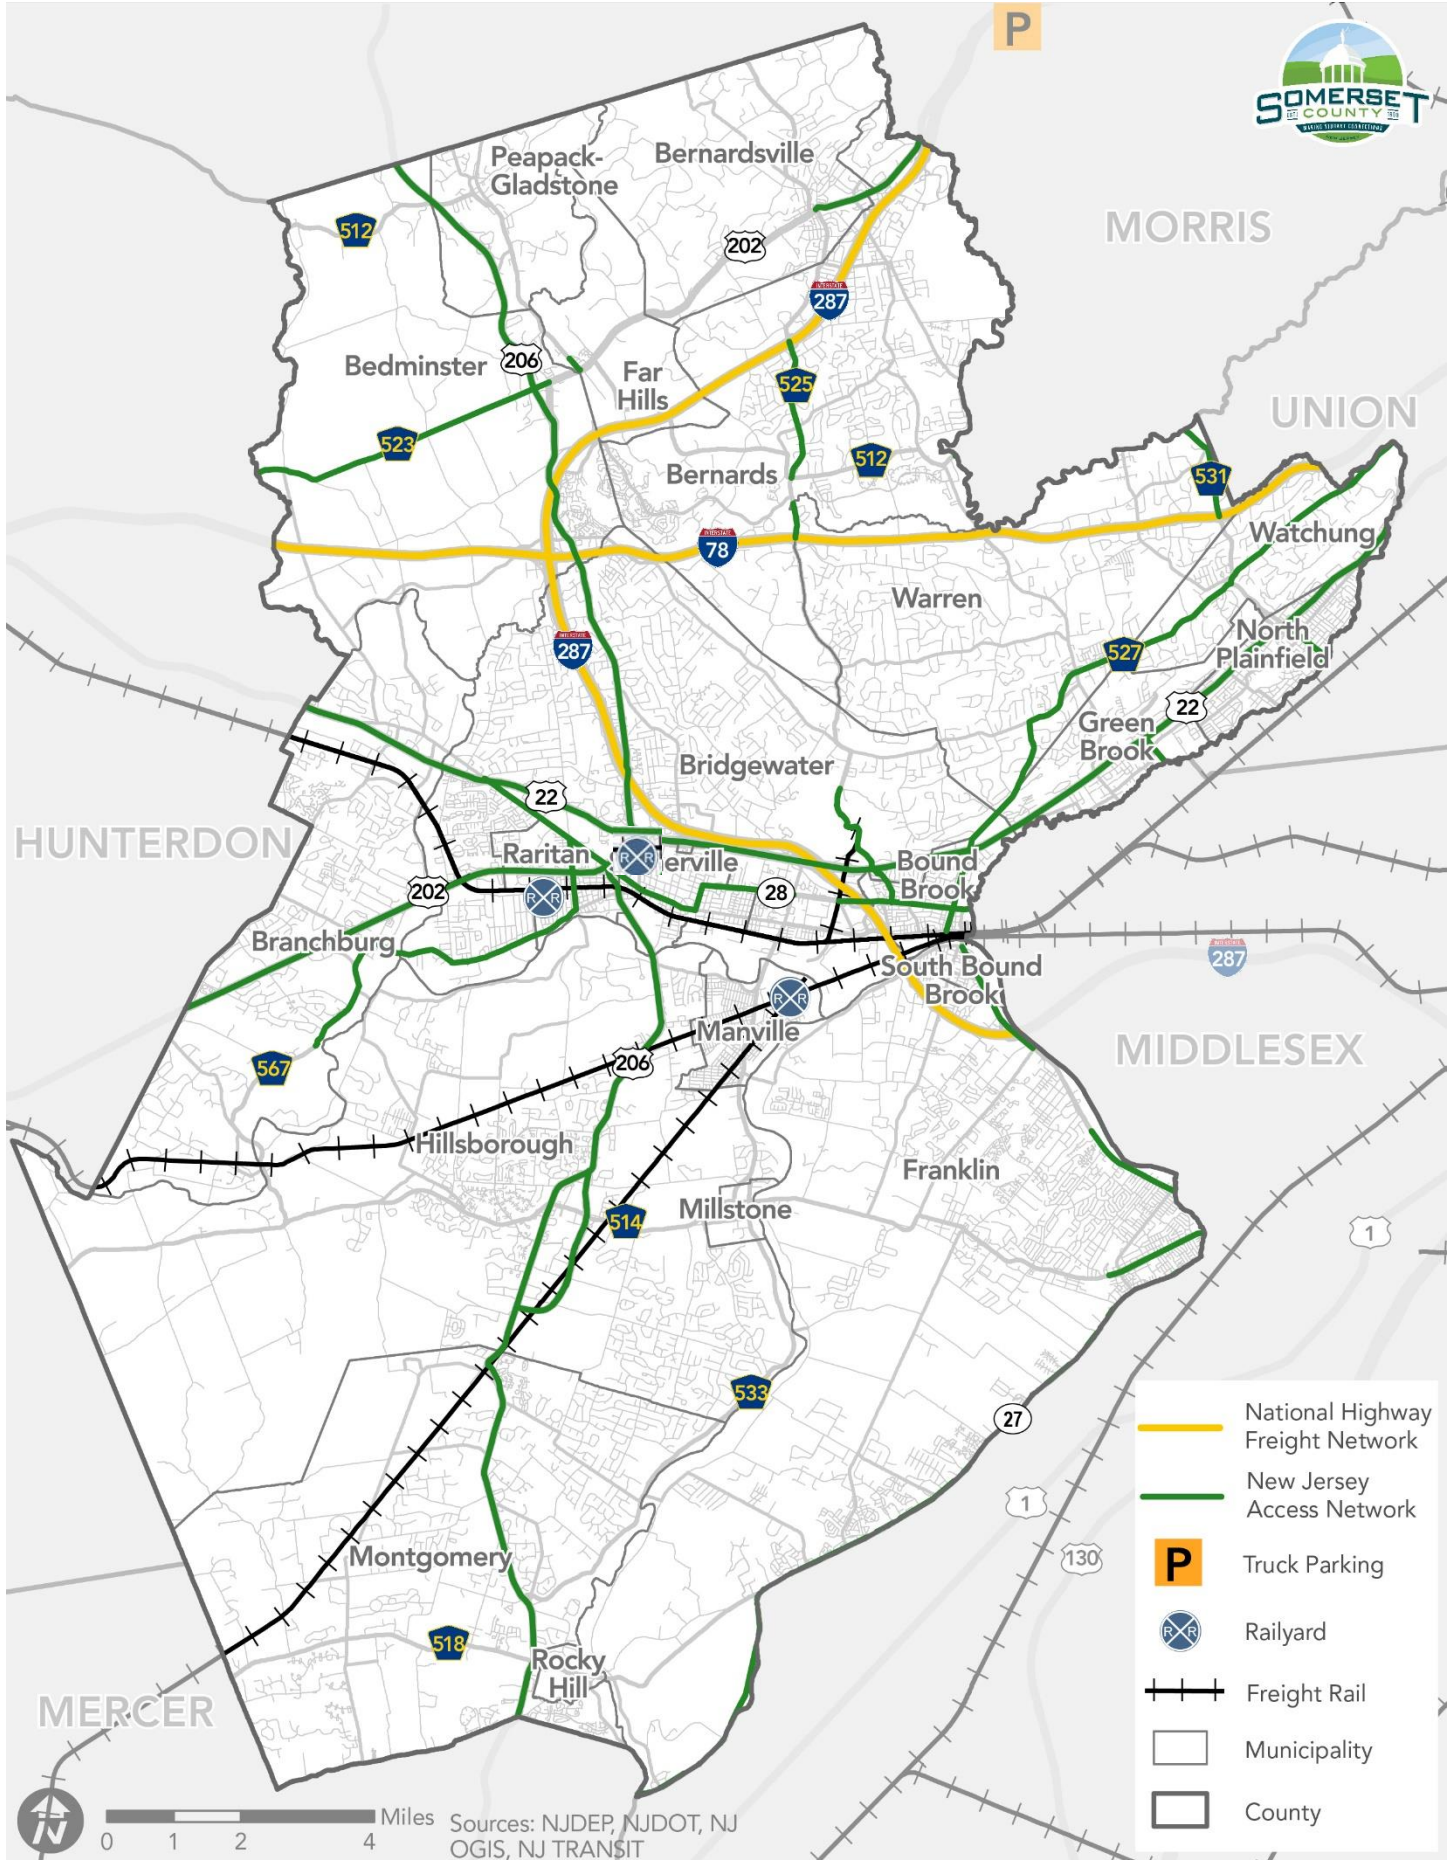 P
SOMERSET
COUNTY
Peapack-
Gladstone
Bernardsville
512
202
MORRIS
INTERSTATE
287
Bedminster
206
Far
Hills
525
UNION
523
512
Bernards
531
INTERSTATE
78
Watchung
Warren
INTERSTATE
287
527
North
Plainfield
22
Green
Brook
Bridgewater
22
HUNTERDON
Raritan
R R
erville
Bound
Brook
202
R R
28
Branchburg
INTERSTATE
287
South Bound
Brook
R R
Manville
MIDDLESEX
567
206
Hillsborough
Franklin
Millstone
514
1
533
27
1
130
Montgomery
518
Rocky
Hill
MERCER
National Highway
Freight Network
New Jersey
Access Network
P Truck Parking
R R Railyard
Freight Rail
Municipality
County
N
Miles
0 1 2 4
Sources: NJDEP, NJDOT, NJ
OGIS, NJ TRANSIT